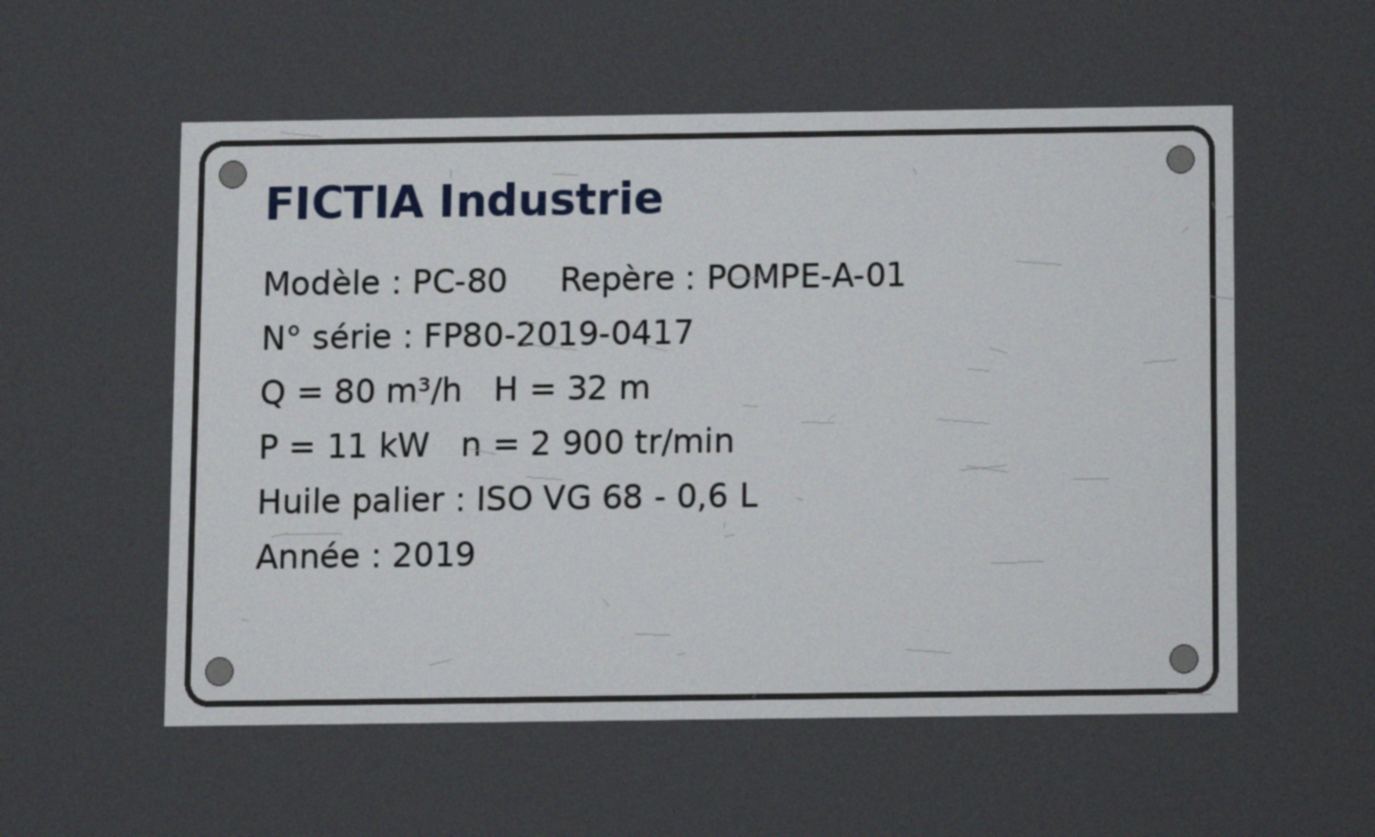 FICTIA Industrie
Modèle : PC-80 Repère : POMPE-A-01
N° série : FP80-2019-0417
Q = 80 m³/h H = 32 m
P = 11 kW n = 2 900 tr/min
Huile palier : ISO VG 68 - 0,6 L
Année : 2019